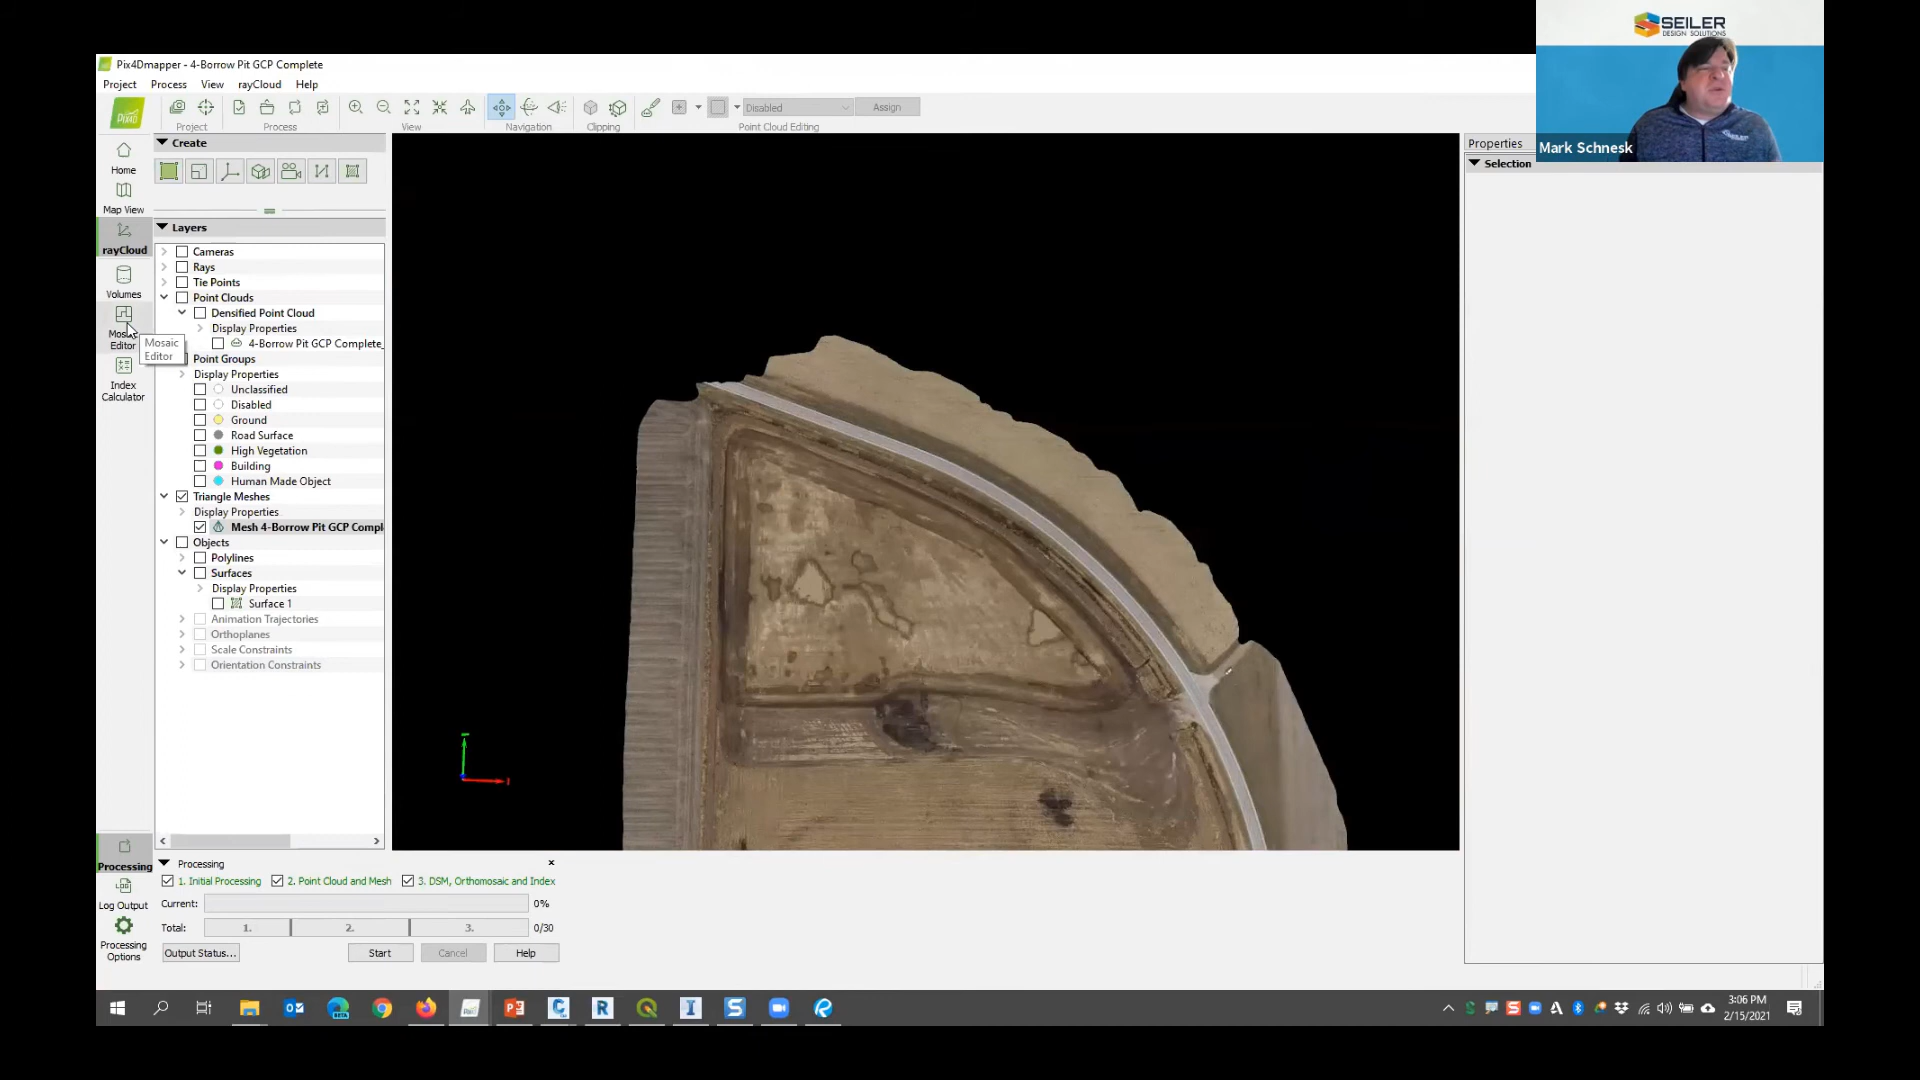 SEILER
DESIGN SOLUTIONS
Mark Schnesk
Pix4Dmapper - 4-Borrow Pit GCP Complete
Project Process View rayCloud Help
Disabled Assign
Project Process View Navigation Clipping Point Cloud Editing
Home
Map View
rayCloud
Volumes
Editor
Mosaic
Editor
Index
Calculator
Create
Layers
Cameras
Rays
Tie Points
Point Clouds
Densified Point Cloud
Display Properties
4-Borrow Pit GCP Complete_
Point Groups
Display Properties
Unclassified
Disabled
Ground
Road Surface
High Vegetation
Building
Human Made Object
Triangle Meshes
Display Properties
Mesh 4-Borrow Pit GCP Compl
Objects
Polylines
Surfaces
Display Properties
Surface 1
Animation Trajectories
Orthoplanes
Scale Constraints
Orientation Constraints
Properties
Selection
Processing
Log Output
Processing
Options
Processing
1. Initial Processing 2. Point Cloud and Mesh 3. DSM, Orthomosaic and Index
Current: 0%
Total: 1. 2. 3. 0/30
Output Status... Start Cancel Help
3:06 PM
2/15/2021